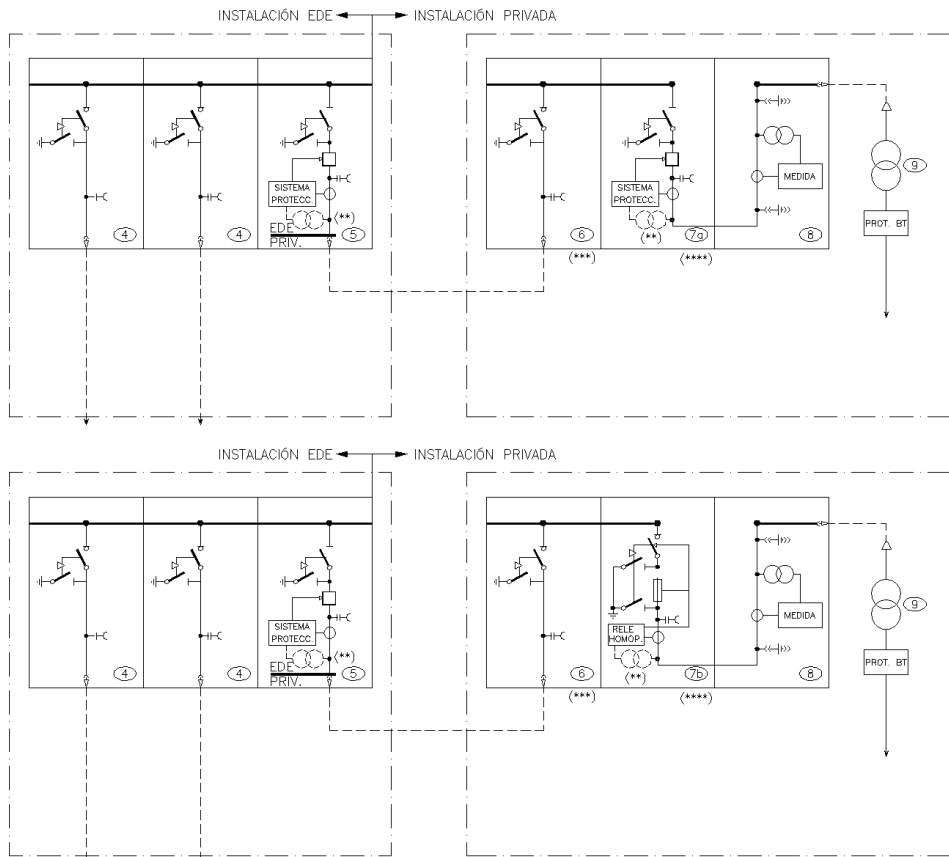 INSTALACIÓN EDE
INSTALACIÓN PRIVADA
SISTEMA
PROTECC.
(**)
EDE
PRIV.
4
4
5
SISTEMA
PROTECC.
(**)
MEDIDA
6
7a
8
(***)
(****)
9
PROT. BT
INSTALACIÓN EDE
INSTALACIÓN PRIVADA
SISTEMA
PROTECC.
(**)
EDE
PRIV.
4
4
5
RELE
HOMOP.
(**)
MEDIDA
6
7b
8
(***)
(****)
9
PROT. BT